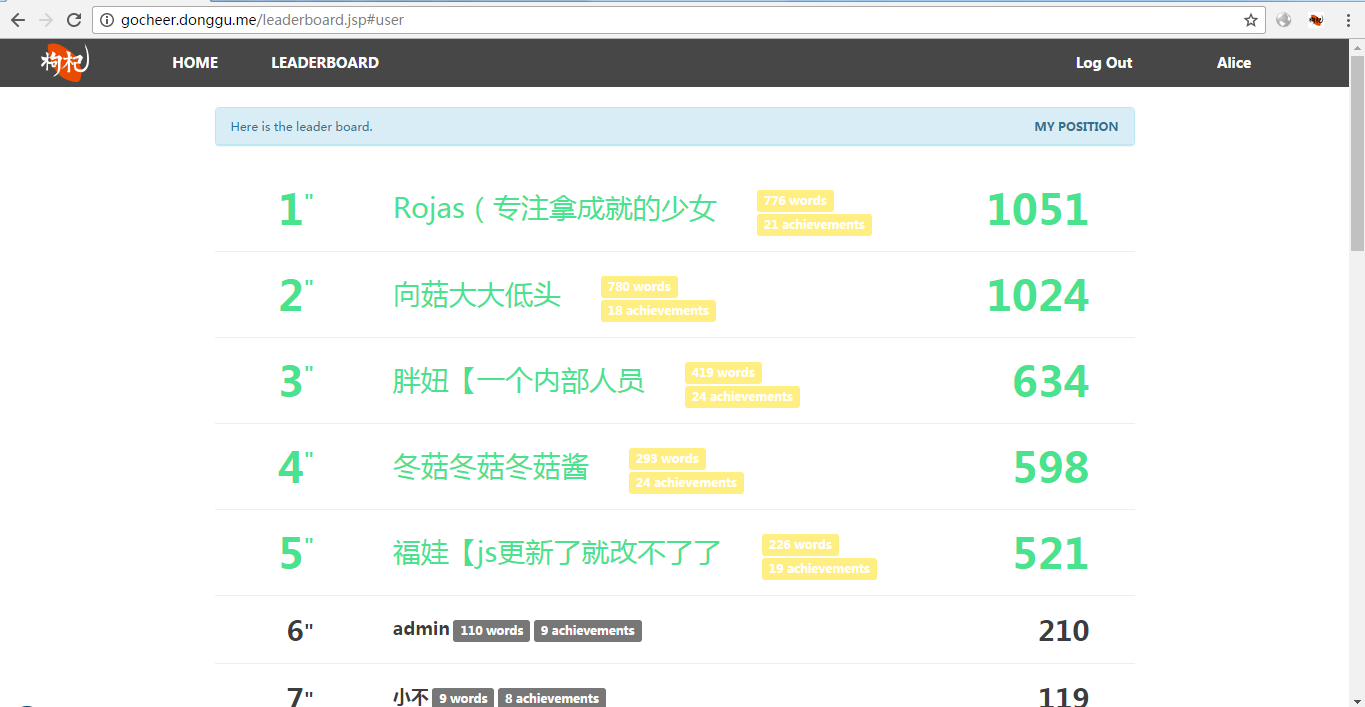 gocheer.donggu.me/leaderboard.jsp#user
枸杞 HOME LEADERBOARD Log Out Alice
Here is the leader board. MY POSITION
1" Rojas（专注拿成就的少女 776 words 1051
21 achievements
2" 向菇大大低头 780 words 1024
18 achievements
3" 胖妞【一个内部人员 419 words 634
24 achievements
4" 冬菇冬菇冬菇酱 293 words 598
24 achievements
5" 福娃【js更新了就改不了了 226 words 521
19 achievements
6" admin 110 words 9 achievements 210
7" 小不 9 words 8 achievements 119